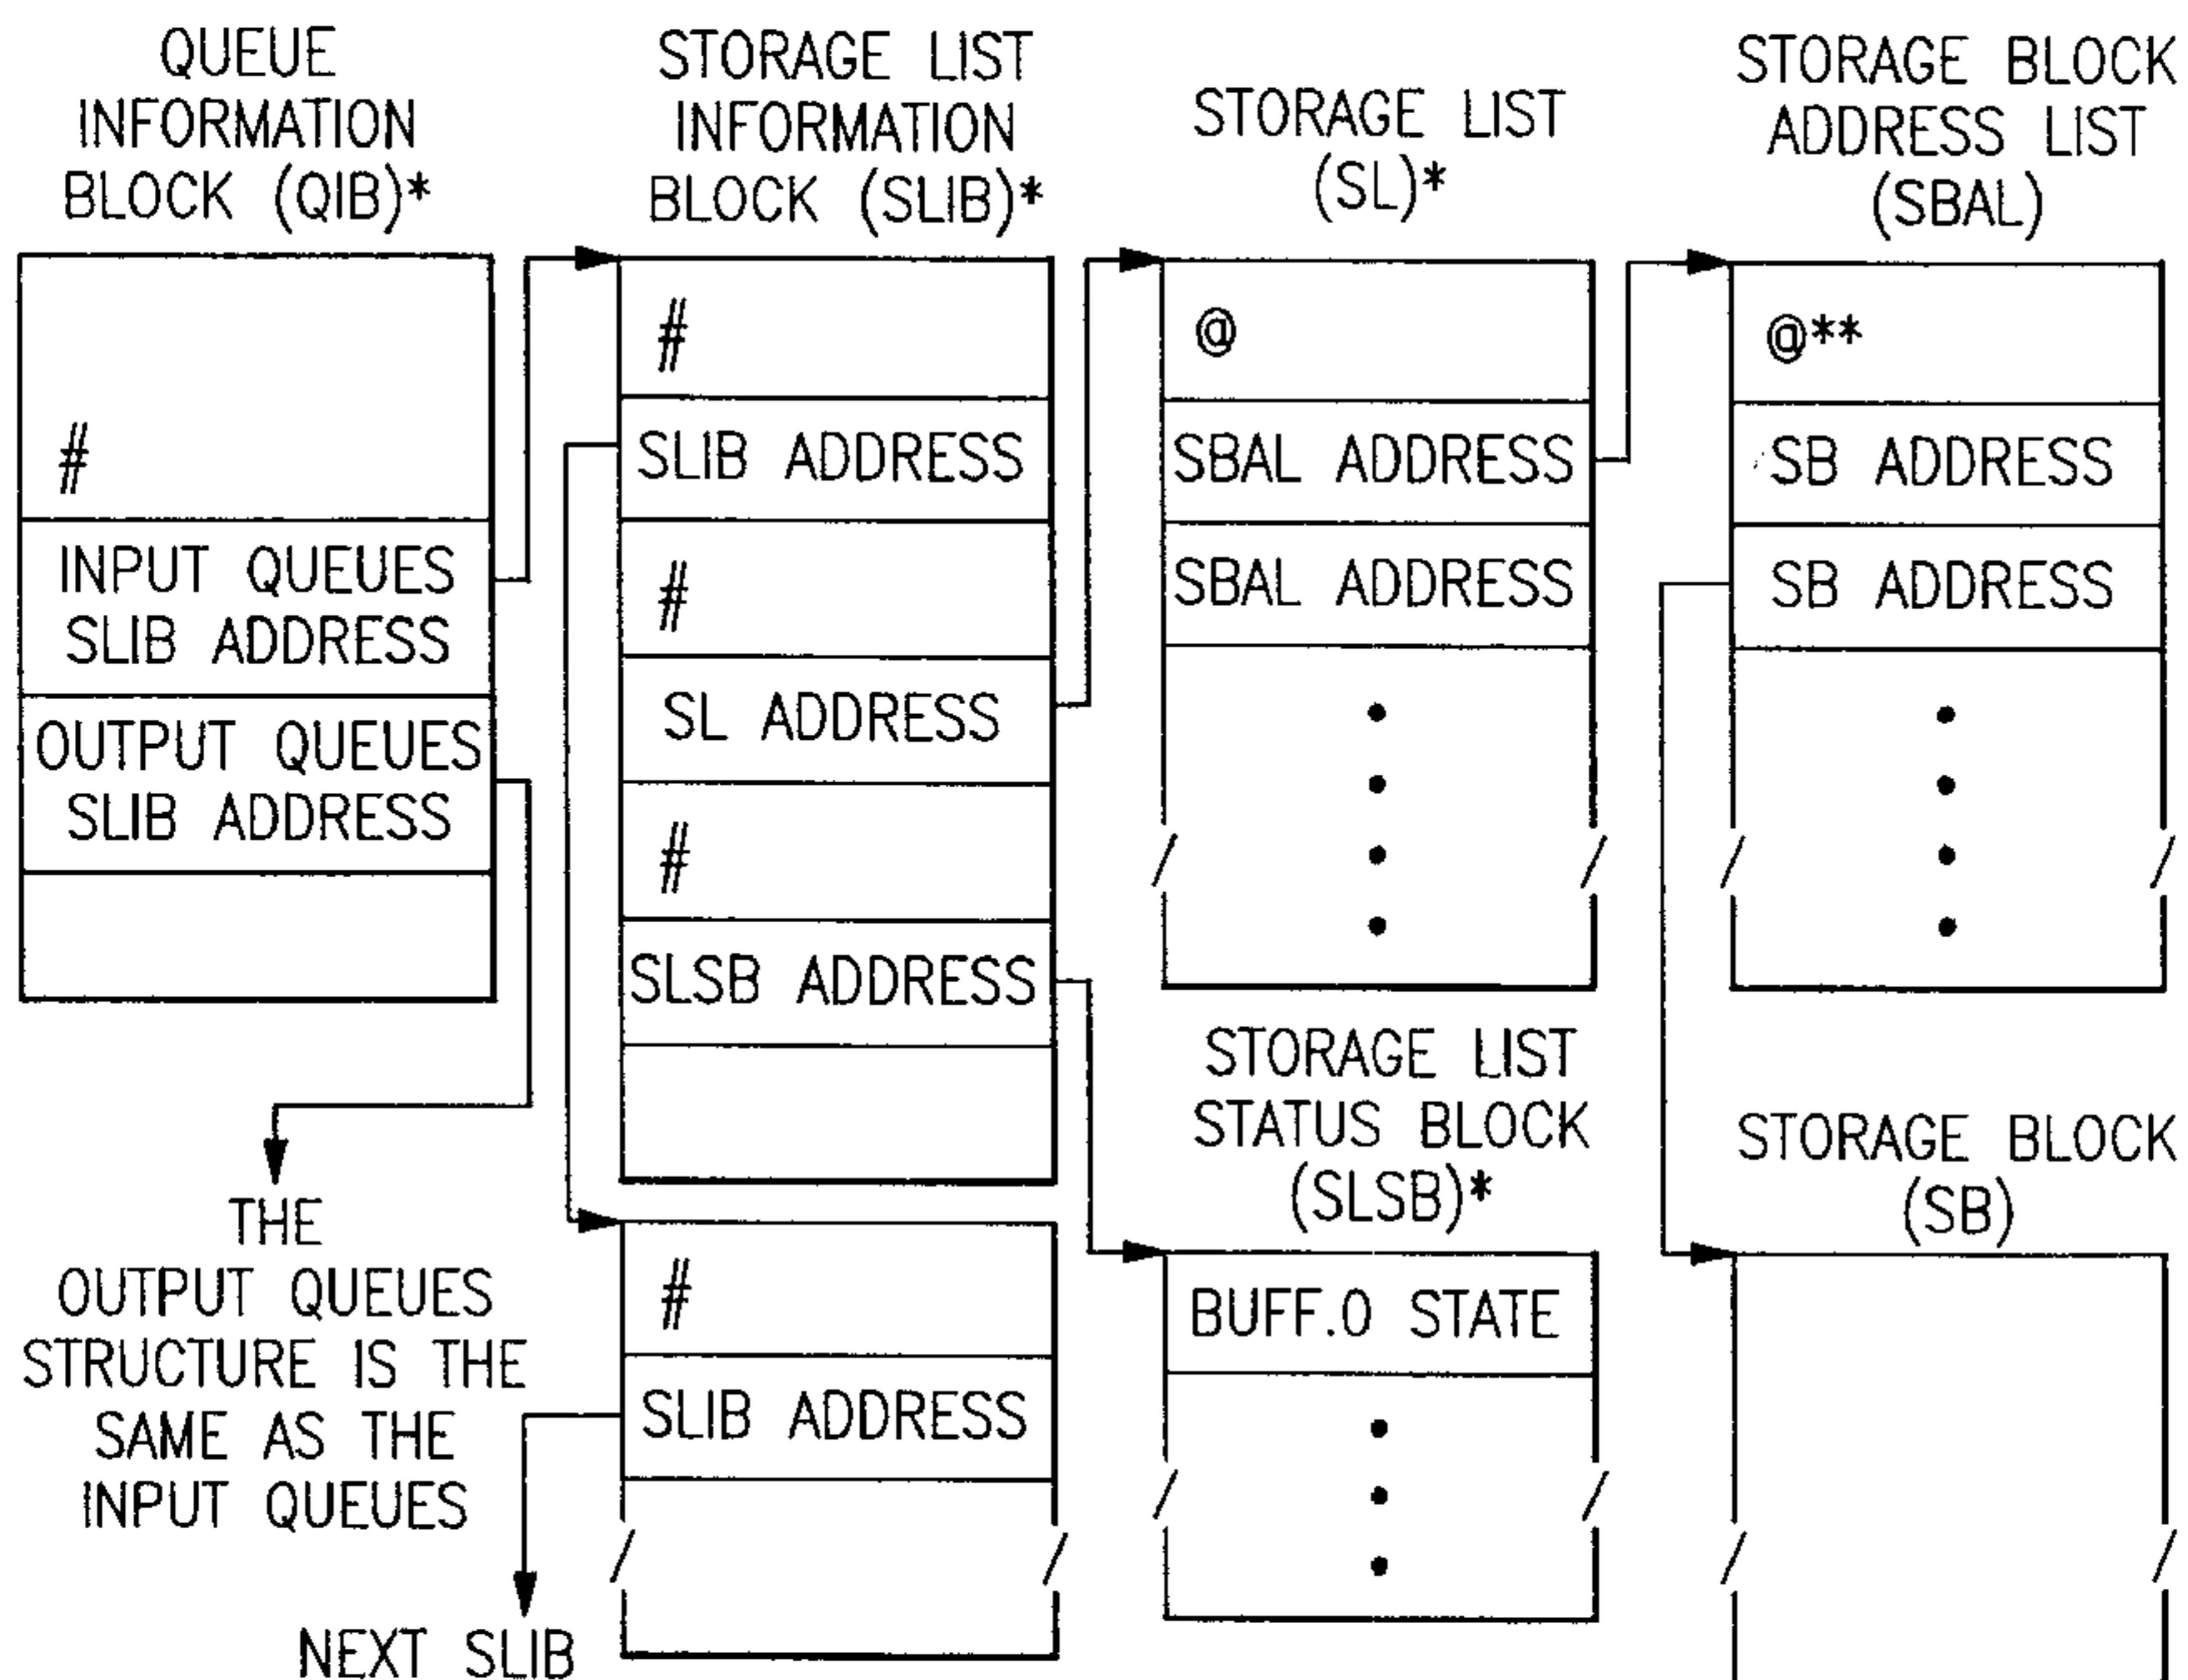 QUEUE
INFORMATION
BLOCK (QIB)*
#
INPUT QUEUES
SLIB ADDRESS
OUTPUT QUEUES
SLIB ADDRESS
THE
OUTPUT QUEUES
STRUCTURE IS THE
SAME AS THE
INPUT QUEUES
STORAGE LIST
INFORMATION
BLOCK (SLIB)*
#
SLIB ADDRESS
#
SL ADDRESS
#
SLSB ADDRESS
#
SLIB ADDRESS
NEXT SLIB
STORAGE LIST
(SL)*
@
SBAL ADDRESS
SBAL ADDRESS
STORAGE LIST
STATUS BLOCK
(SLSB)*
BUFF.0 STATE
STORAGE BLOCK
ADDRESS LIST
(SBAL)
@**
SB ADDRESS
SB ADDRESS
STORAGE BLOCK
(SB)